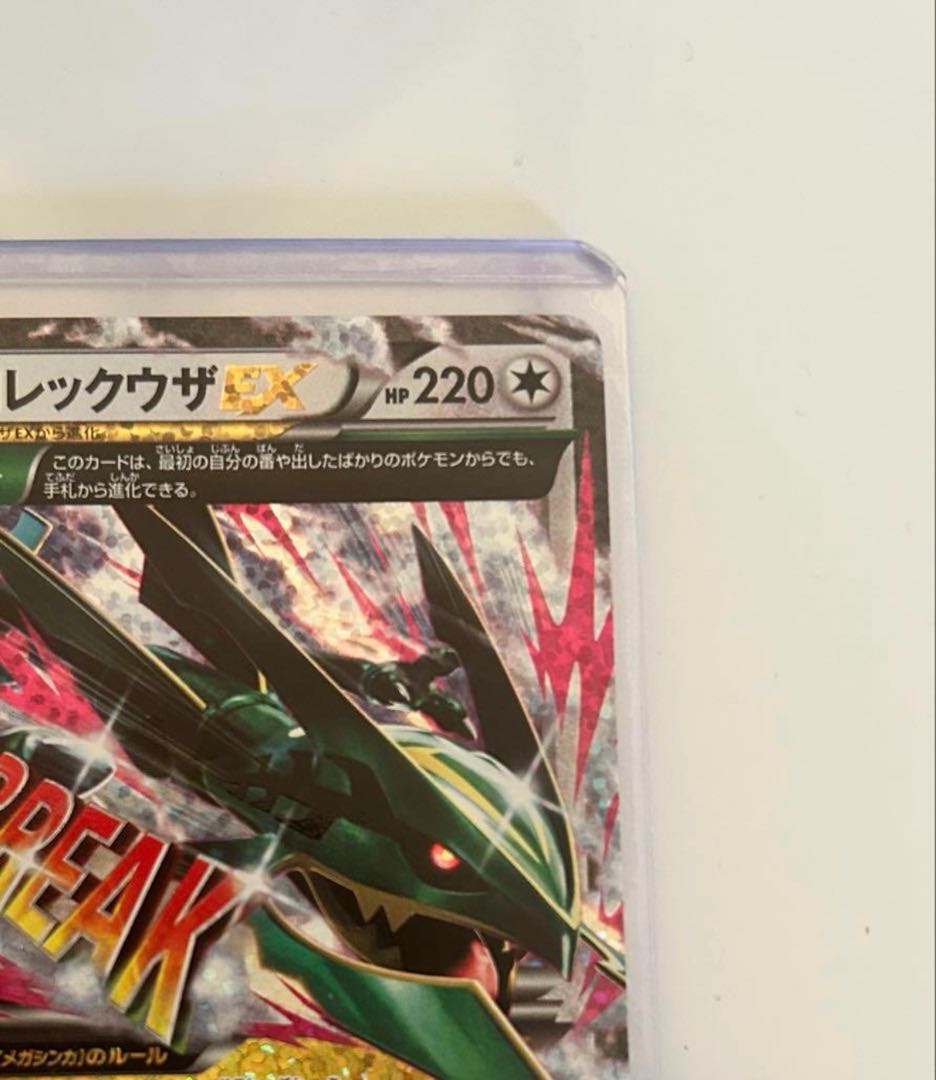 レックウザEX HP220
ザEXから進化
このカードは、最初の自分の番や出したばかりのポケモンからでも、
手札から進化できる。
BREAK
[メガシンカ]のルール